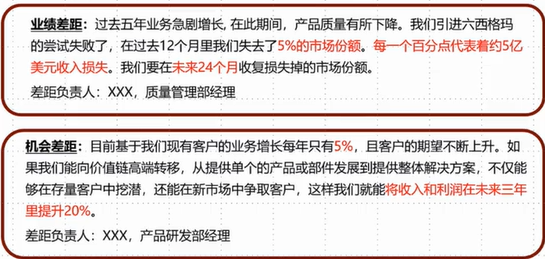 业绩差距：过去五年业务急剧增长，在此期间，产品质量有所下降。我们引进六西格玛
的尝试失败了，在过去12个月里我们失去了5%的市场份额。每一个百分点代表着约5亿
美元收入损失。我们要在未来24个月收复损失掉的市场份额。
差距负责人：XXX，质量管理部经理
机会差距：目前基于我们现有客户的业务增长每年只有5%，且客户的期望不断上升。如
果我们能向价值链高端转移，从提供单个的产品或部件发展到提供整体解决方案，不仅能
够在存量客户中挖潜，还能在新市场中争取客户，这样我们就能将收入和利润在未来三年
里提升20%。
差距负责人：XXX，产品研发部经理